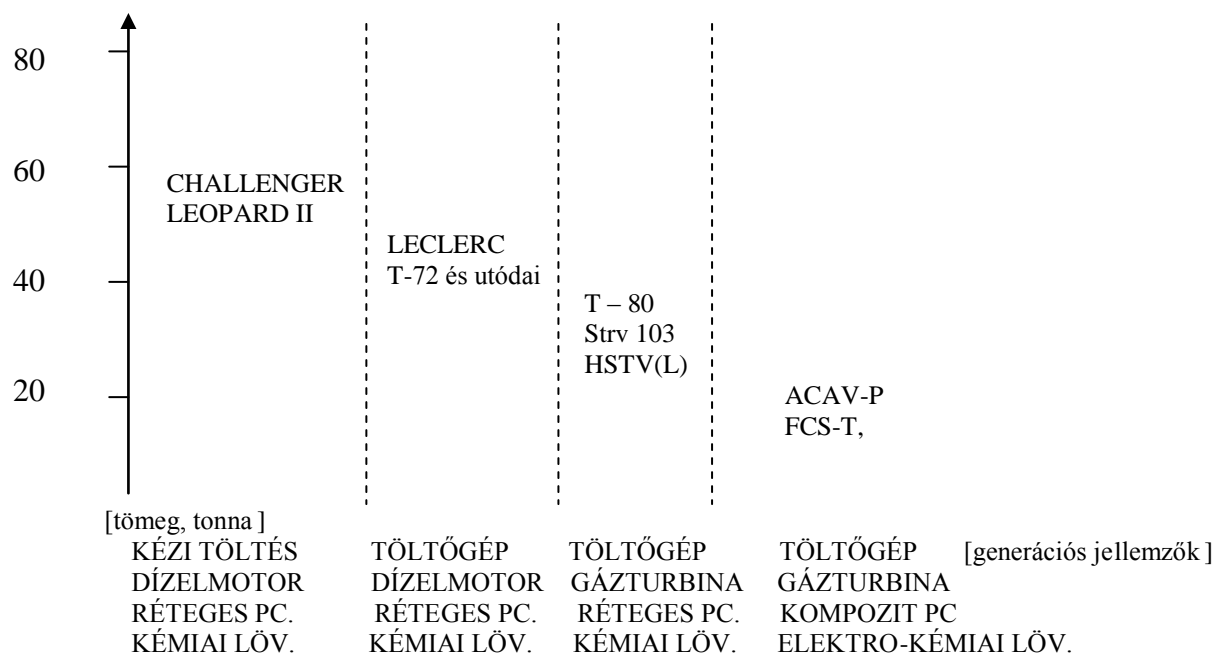 80
60
CHALLENGER
LEOPARD II
LECLERC
T-72 és utódai
40
T – 80
Strv 103
HSTV(L)
20
ACAV-P
FCS-T,
[tömeg, tonna ]
KÉZI TÖLTÉS TÖLTŐGÉP TÖLTŐGÉP TÖLTŐGÉP [generációs jellemzők ]
DÍZELMOTOR DÍZELMOTOR GÁZTURBINA GÁZTURBINA
RÉTEGES PC. RÉTEGES PC. RÉTEGES PC. KOMPOZIT PC
KÉMIAI LÖV. KÉMIAI LÖV. KÉMIAI LÖV. ELEKTRO-KÉMIAI LÖV.